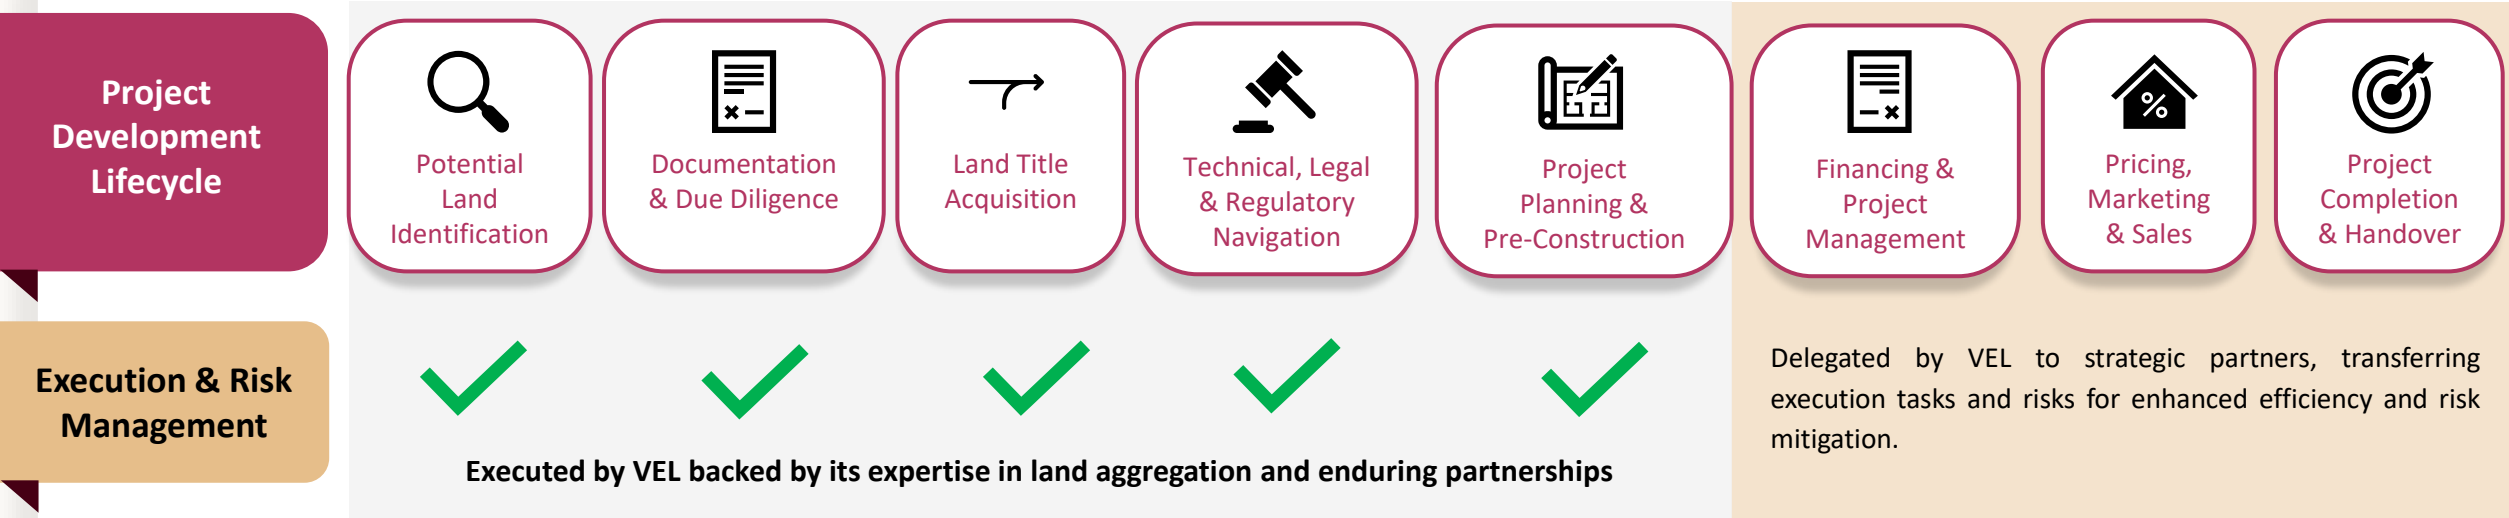 Project
Development
Lifecycle
Potential
Land
Identification
Documentation
& Due Diligence
Land Title
Acquisition
Technical, Legal
& Regulatory
Navigation
Project
Planning &
Pre-Construction
Financing &
Project
Management
Pricing,
Marketing
& Sales
Project
Completion
& Handover
Execution & Risk
Management
Executed by VEL backed by its expertise in land aggregation and enduring partnerships
Delegated by VEL to strategic partners, transferring
execution tasks and risks for enhanced efficiency and risk
mitigation.